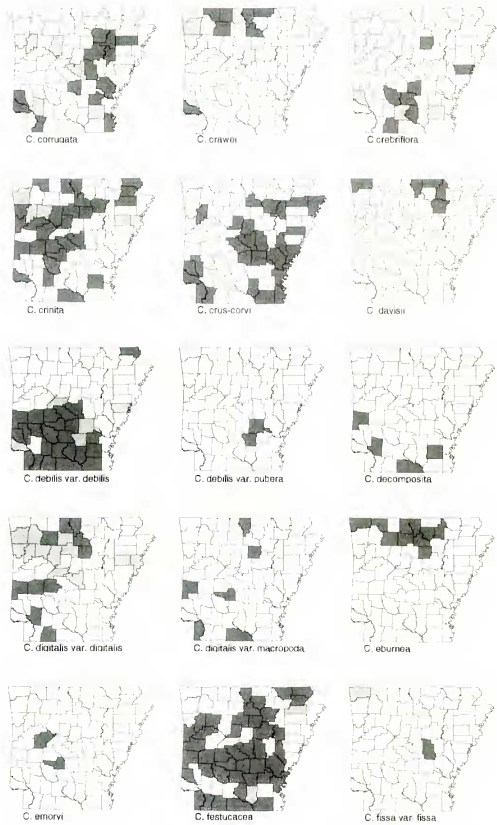 C. corrugata
C. crawei
C crebriflora
C. crinita
C. crus-corvi
C. davisii
C. debilis var. debilis
C. debilis var. pubera
C. decomposita
C. digitalis var. digitalis
C. digitalis var. macropoda
C. eburnea
C. emoryi
C. festucacea
C. fissa var. fissa